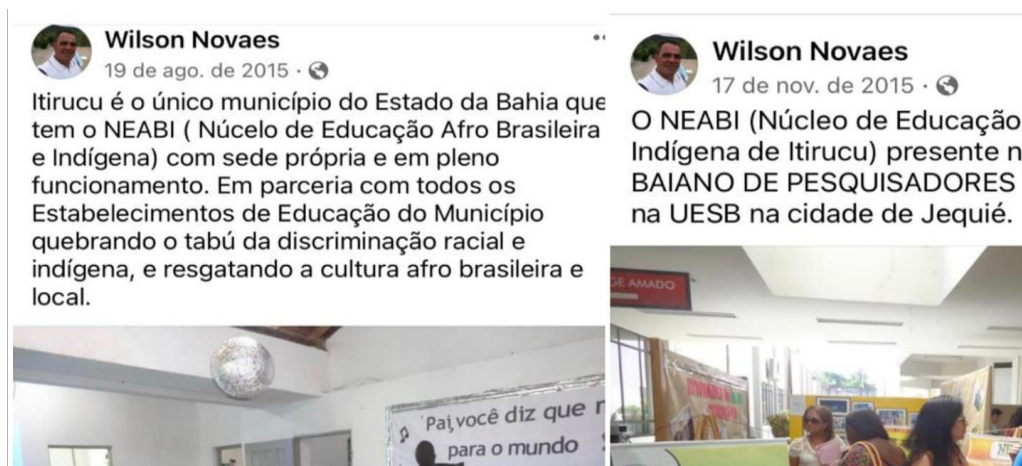 Wilson Novaes
19 de ago. de 2015 ·
Itirucu é o único município do Estado da Bahia que
tem o NEABI ( Núcelo de Educação Afro Brasileira
e Indígena) com sede própria e em pleno
funcionamento. Em parceria com todos os
Estabelecimentos de Educação do Município
quebrando o tabú da discriminação racial e
indígena, e resgatando a cultura afro brasileira e
local.
Pai, você diz que
para o mundo
Wilson Novaes
17 de nov. de 2015 ·
O NEABI (Núcleo de Educação
Indígena de Itirucu) presente n
BAIANO DE PESQUISADORES
na UESB na cidade de Jequié.
GE AMADO